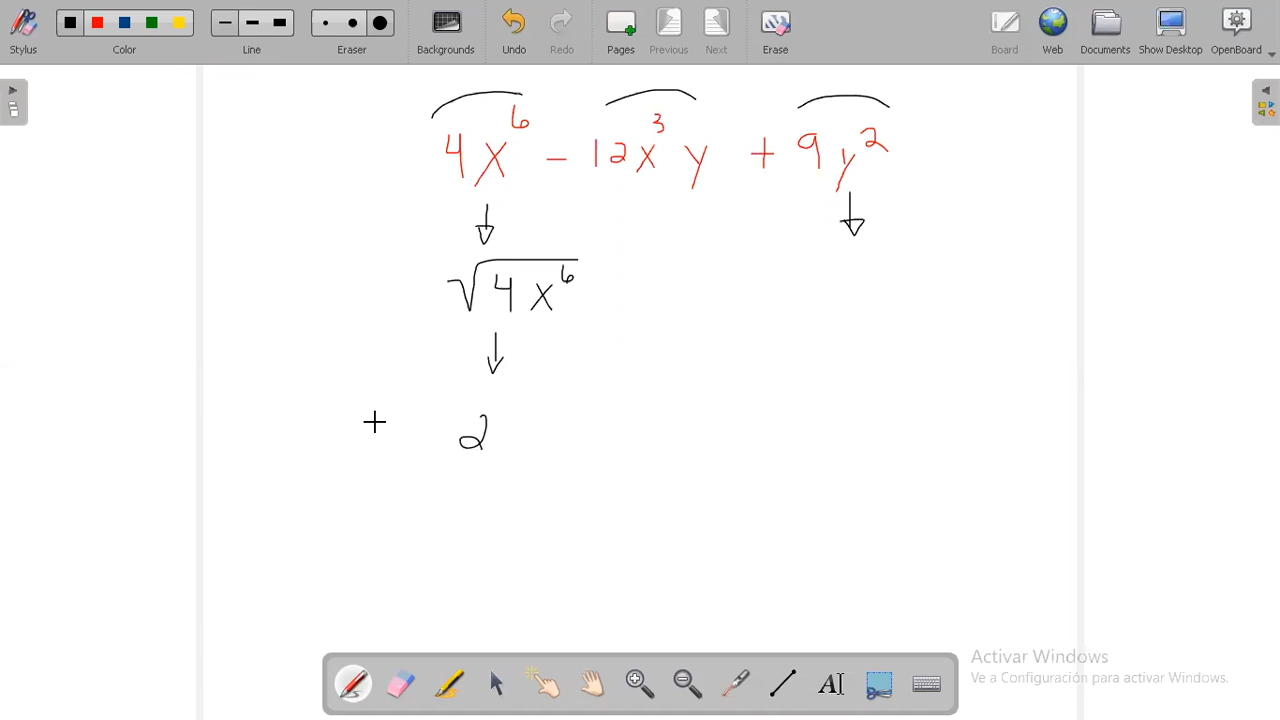 Stylus Color Line Eraser Backgrounds Undo Redo Pages Previous Next Erase Board Web Documents Show Desktop OpenBoard
4x⁶ - 12x³y + 9y²
√4x⁶
2
Activar Windows
Ve a Configuración para activar Windows.